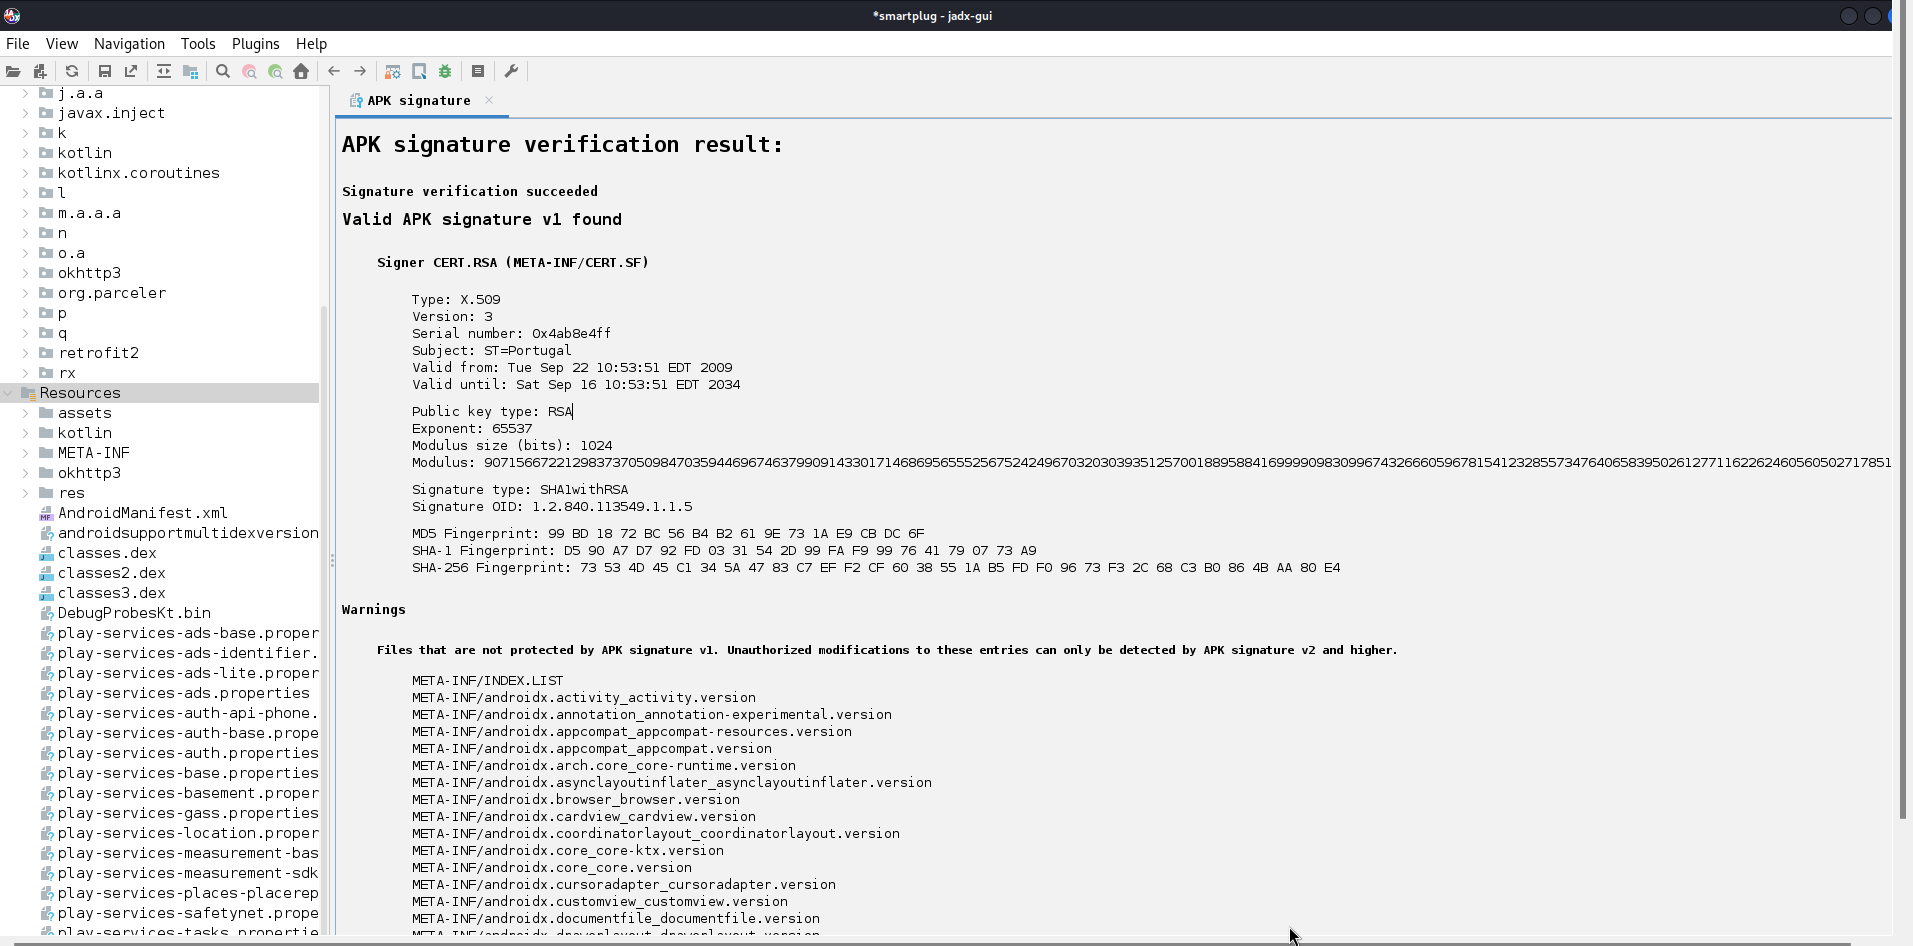 *smartplug - jadx-gui
File View Navigation Tools Plugins Help
j.a.a
javax.inject
k
kotlin
kotlinx.coroutines
l
m.a.a.a
n
o.a
okhttp3
org.parceler
p
q
retrofit2
rx
Resources
assets
kotlin
META-INF
okhttp3
res
AndroidManifest.xml
androidsupportmultidexversion
classes.dex
classes2.dex
classes3.dex
DebugProbesKt.bin
play-services-ads-base.proper
play-services-ads-identifier.
play-services-ads-lite.proper
play-services-ads.properties
play-services-auth-api-phone.
play-services-auth-base.prope
play-services-auth.properties
play-services-base.properties
play-services-basement.proper
play-services-gass.properties
play-services-location.proper
play-services-measurement-bas
play-services-measurement-sdk
play-services-places-placerep
play-services-safetynet.prope
play-services-tasks.propertie
APK signature
APK signature verification result:
Signature verification succeeded
Valid APK signature v1 found
Signer CERT.RSA (META-INF/CERT.SF)
Type: X.509
Version: 3
Serial number: 0x4ab8e4ff
Subject: ST=Portugal
Valid from: Tue Sep 22 10:53:51 EDT 2009
Valid until: Sat Sep 16 10:53:51 EDT 2034
Public key type: RSA
Exponent: 65537
Modulus size (bits): 1024
Modulus: 90715667221298373705098470359446967463799091433017146869565552567524249670320303935125700188958841699990983099674326660596781541232855734764065839502612771162262460560502717851
Signature type: SHA1withRSA
Signature OID: 1.2.840.113549.1.1.5
MD5 Fingerprint: 99 BD 18 72 BC 56 B4 B2 61 9E 73 1A E9 CB DC 6F
SHA-1 Fingerprint: D5 90 A7 D7 92 FD 03 31 54 2D 99 FA F9 99 76 41 79 07 73 A9
SHA-256 Fingerprint: 73 53 4D 45 C1 34 5A 47 83 C7 EF F2 CF 60 38 55 1A B5 FD F0 96 73 F3 2C 68 C3 B0 86 4B AA 80 E4
Warnings
Files that are not protected by APK signature v1. Unauthorized modifications to these entries can only be detected by APK signature v2 and higher.
META-INF/INDEX.LIST
META-INF/androidx.activity_activity.version
META-INF/androidx.annotation_annotation-experimental.version
META-INF/androidx.appcompat_appcompat-resources.version
META-INF/androidx.appcompat_appcompat.version
META-INF/androidx.arch.core_core-runtime.version
META-INF/androidx.asynclayoutinflater_asynclayoutinflater.version
META-INF/androidx.browser_browser.version
META-INF/androidx.cardview_cardview.version
META-INF/androidx.coordinatorlayout_coordinatorlayout.version
META-INF/androidx.core_core-ktx.version
META-INF/androidx.core_core.version
META-INF/androidx.cursoradapter_cursoradapter.version
META-INF/androidx.customview_customview.version
META-INF/androidx.documentfile_documentfile.version
META-INF/androidx.drawerlayout_drawerlayout.version